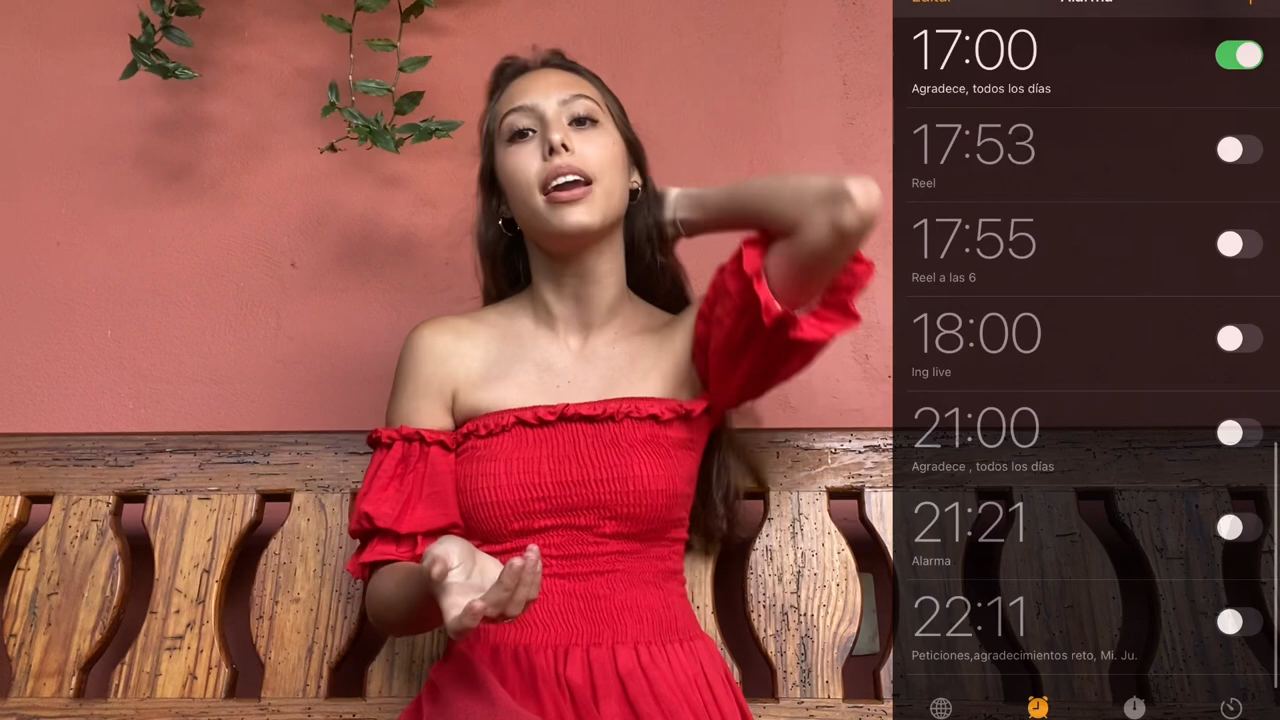 Alarma
17:00
Agradece, todos los días
17:53
Reel
17:55
Reel a las 6
18:00
Ing live
21:00
Agradece , todos los días
21:21
Alarma
22:11
Peticiones,agradecimientos reto, Mi. Ju.